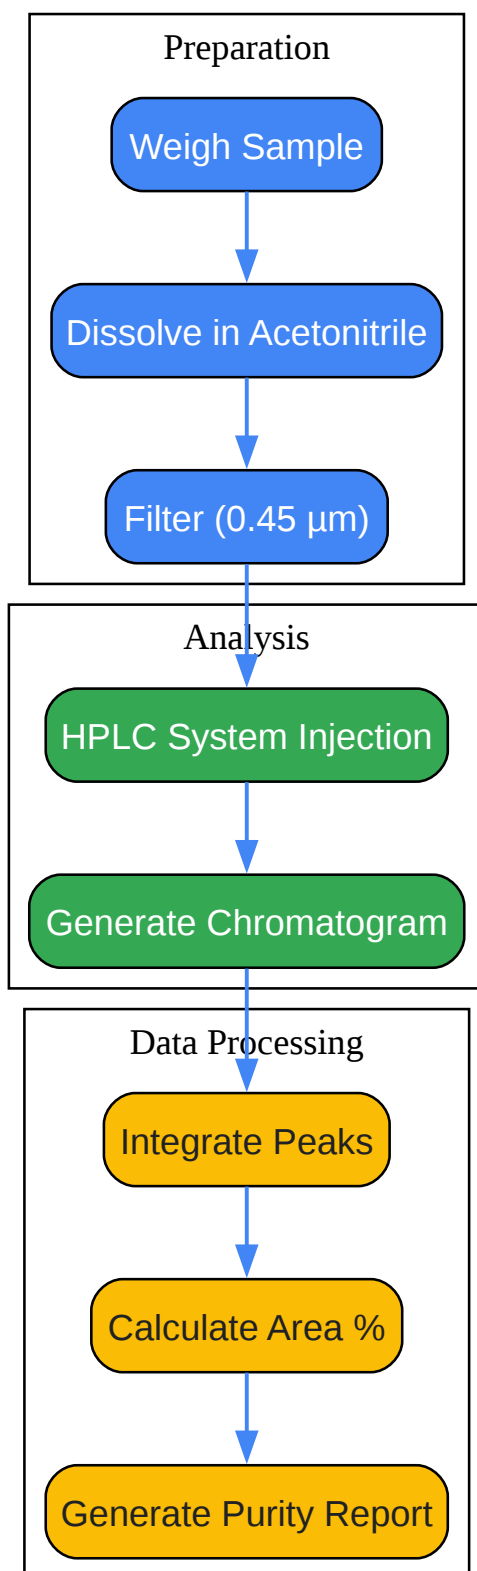 Preparation
Weigh Sample
Dissolve in Acetonitrile
Filter (0.45 µm)
Analysis
HPLC System Injection
Generate Chromatogram
Data Processing
Integrate Peaks
Calculate Area %
Generate Purity Report